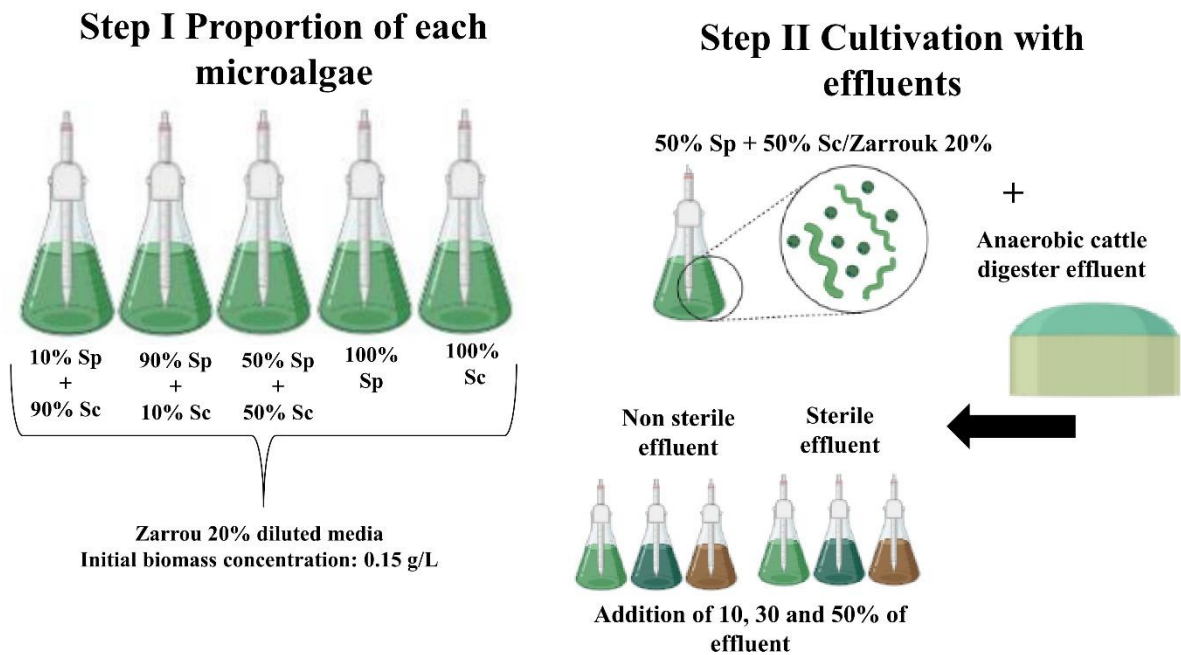 Step I Proportion of each
microalgae
10% Sp
+
90% Sc
90% Sp
+
10% Sc
50% Sp
+
50% Sc
100%
Sp
100%
Sc
Zarrou 20% diluted media
Initial biomass concentration: 0.15 g/L
Step II Cultivation with
effluents
50% Sp + 50% Sc/Zarrouk 20%
+
Anaerobic cattle
digester effluent
Non sterile
effluent
Sterile
effluent
Addition of 10, 30 and 50% of
effluent